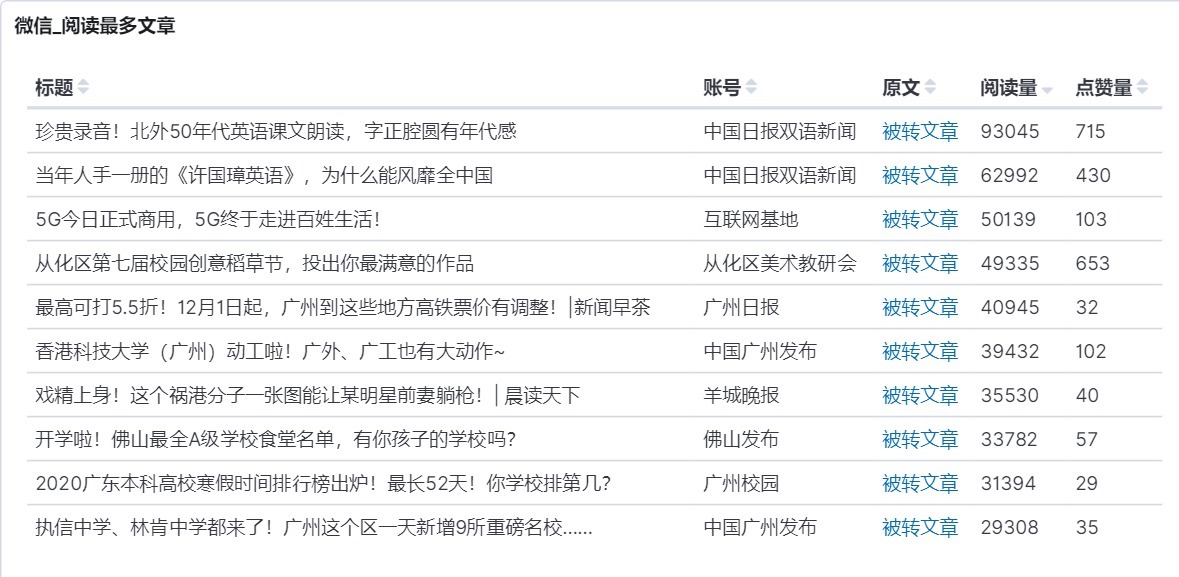 微信_阅读最多文章
标题 账号 原文 阅读量 点赞量
珍贵录音！北外50年代英语课文朗读，字正腔圆有年代感 中国日报双语新闻 被转文章 93045 715
当年人手一册的《许国璋英语》，为什么能风靡全中国 中国日报双语新闻 被转文章 62992 430
5G今日正式商用，5G终于走进百姓生活！ 互联网基地 被转文章 50139 103
从化区第七届校园创意稻草节，投出你最满意的作品 从化区美术教研会 被转文章 49335 653
最高可打5.5折！12月1日起，广州到这些地方高铁票价有调整！|新闻早茶 广州日报 被转文章 40945 32
香港科技大学（广州）动工啦！广外、广工也有大动作~ 中国广州发布 被转文章 39432 102
戏精上身！这个祸港分子一张图能让某明星前妻躺枪！| 晨读天下 羊城晚报 被转文章 35530 40
开学啦！佛山最全A级学校食堂名单，有你孩子的学校吗？ 佛山发布 被转文章 33782 57
2020广东本科高校寒假时间排行榜出炉！最长52天！你学校排第几？ 广州校园 被转文章 31394 29
执信中学、林肯中学都来了！广州这个区一天新增9所重磅名校…… 中国广州发布 被转文章 29308 35